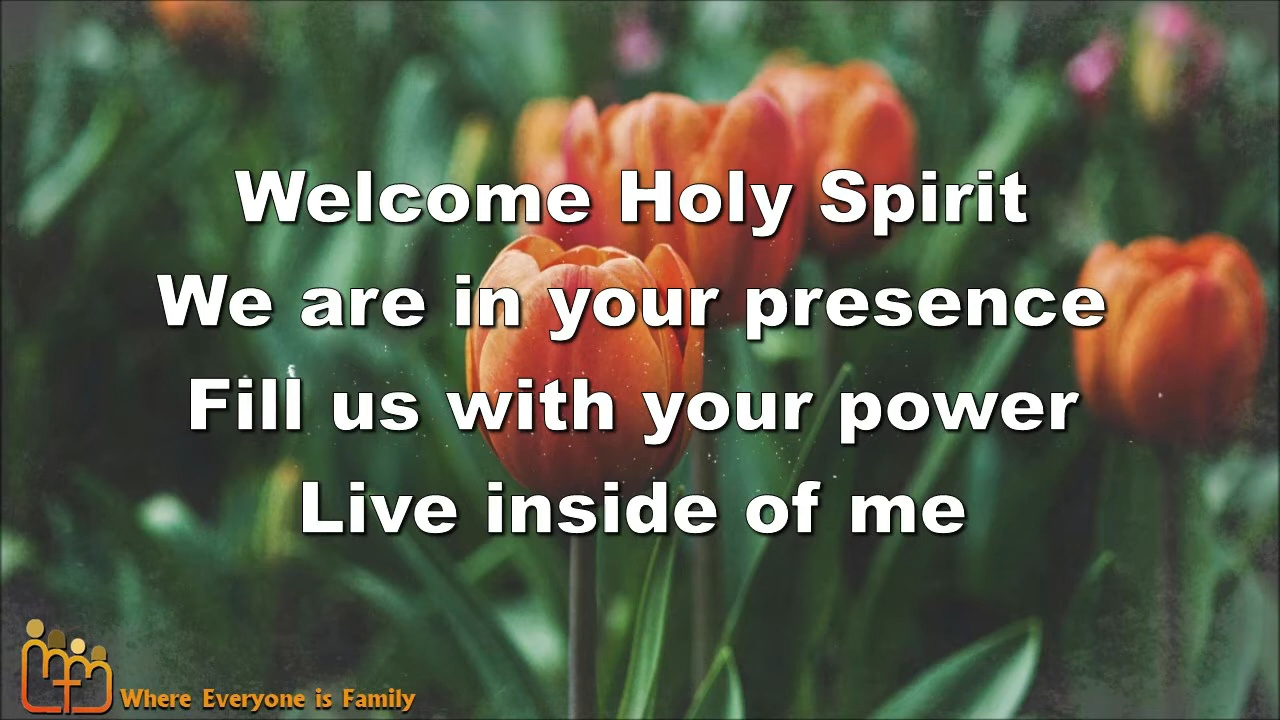 Welcome Holy Spirit
We are in your presence
Fill us with your power
Live inside of me
Where Everyone is Family